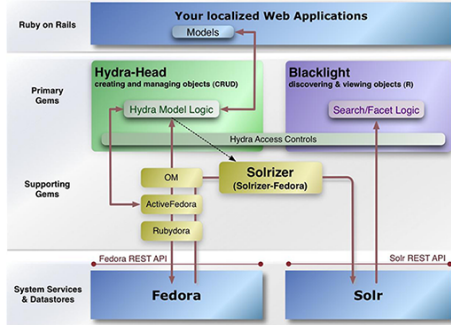 Ruby on Rails
Your localized Web Applications
Models
Primary
Gems
Hydra-Head
creating and managing objects (CRUD)
Hydra Model Logic
Blacklight
discovering & viewing objects (R)
Search/Facet Logic
Hydra Access Controls
Supporting
Gems
OM
ActiveFedora
Rubydora
Solrizer
(Solrizer-Fedora)
Fedora REST API
Solr REST API
System Services
& Datastores
Fedora
Solr